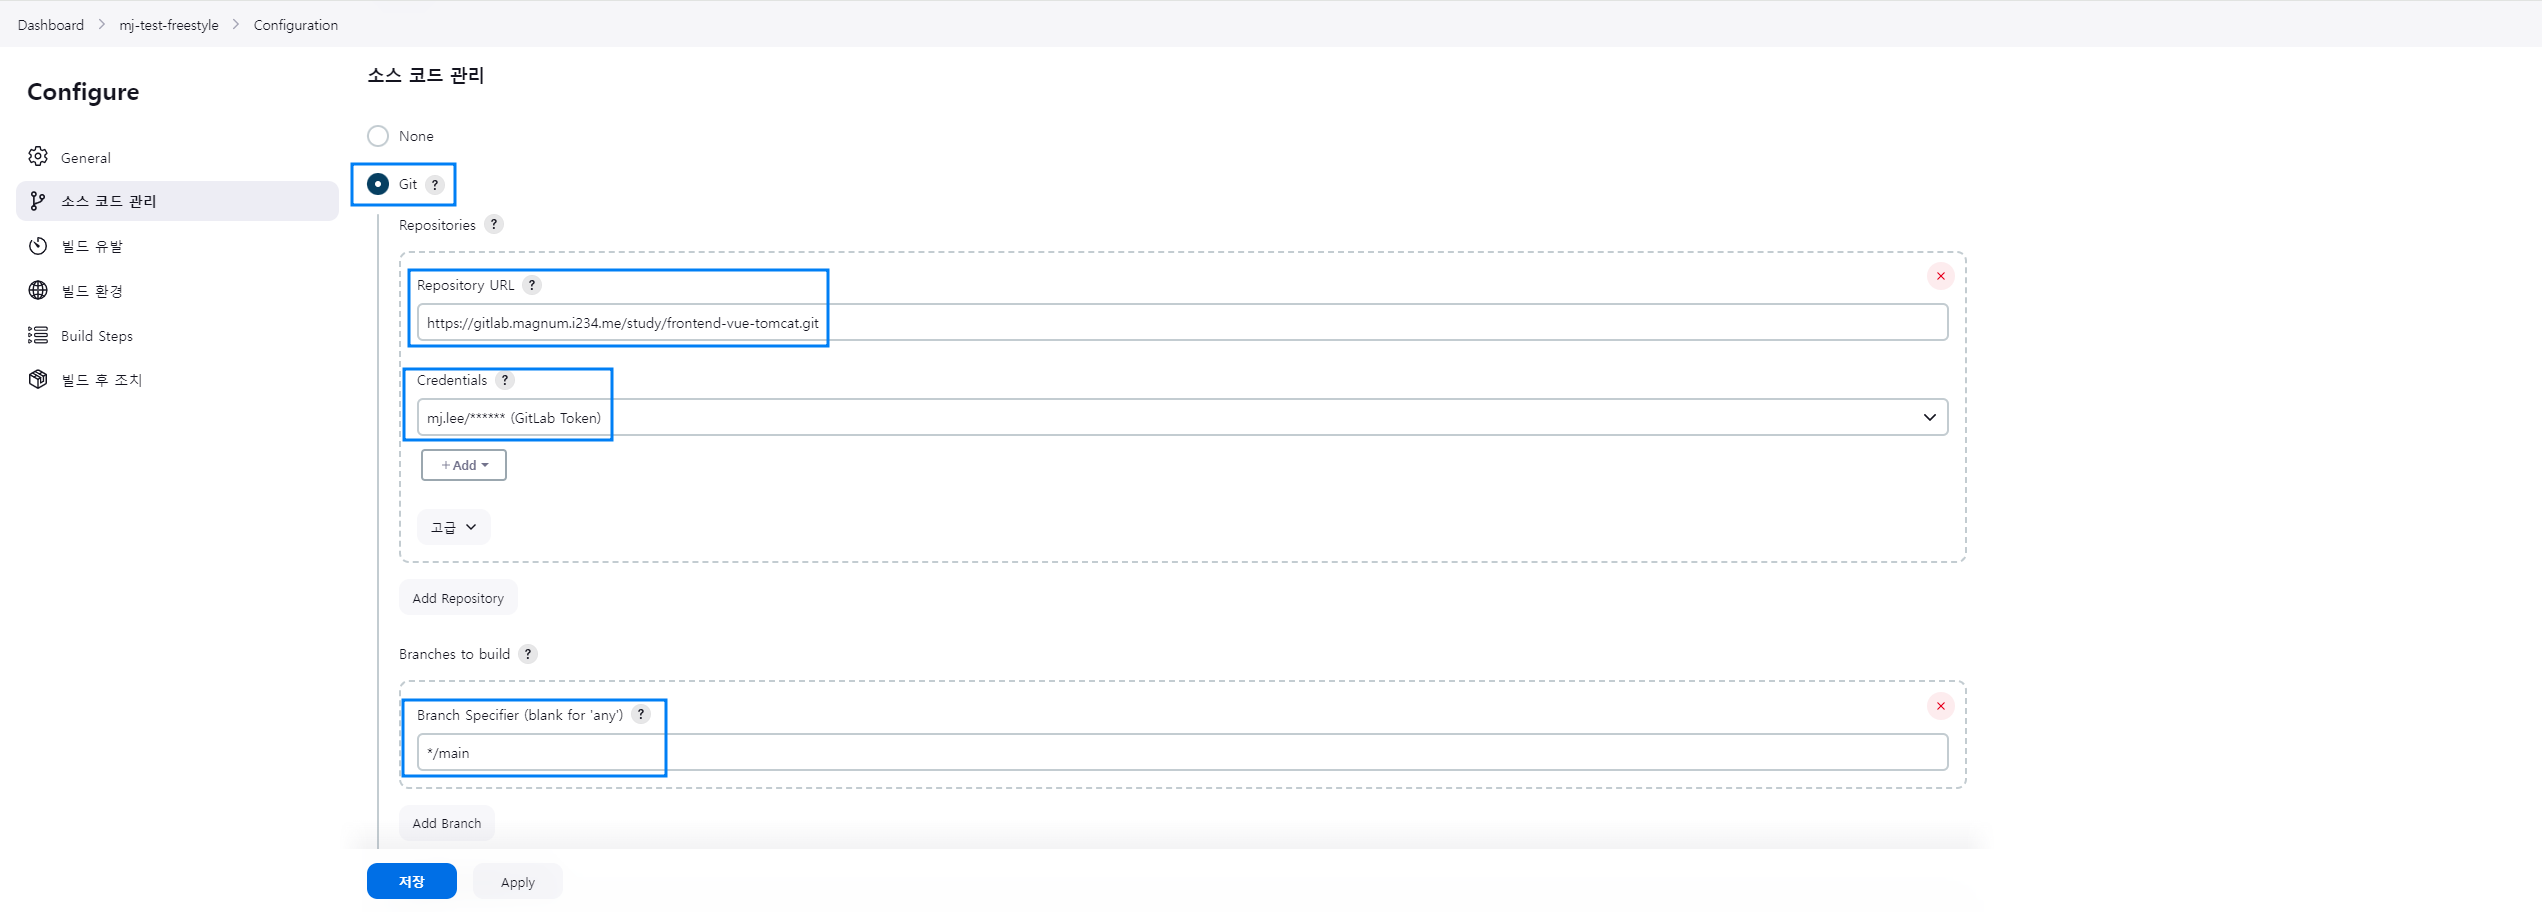 Dashboard > mj-test-freestyle > Configuration
Configure
General
소스 코드 관리
빌드 유발
빌드 환경
Build Steps
빌드 후 조치
소스 코드 관리
None
Git ?
Repositories ?
Repository URL ?
https://gitlab.magnum.i234.me/study/frontend-vue-tomcat.git
Credentials ?
mj.lee/****** (GitLab Token)
+ Add
고급
Add Repository
Branches to build ?
Branch Specifier (blank for 'any') ?
*/main
Add Branch
저장 Apply